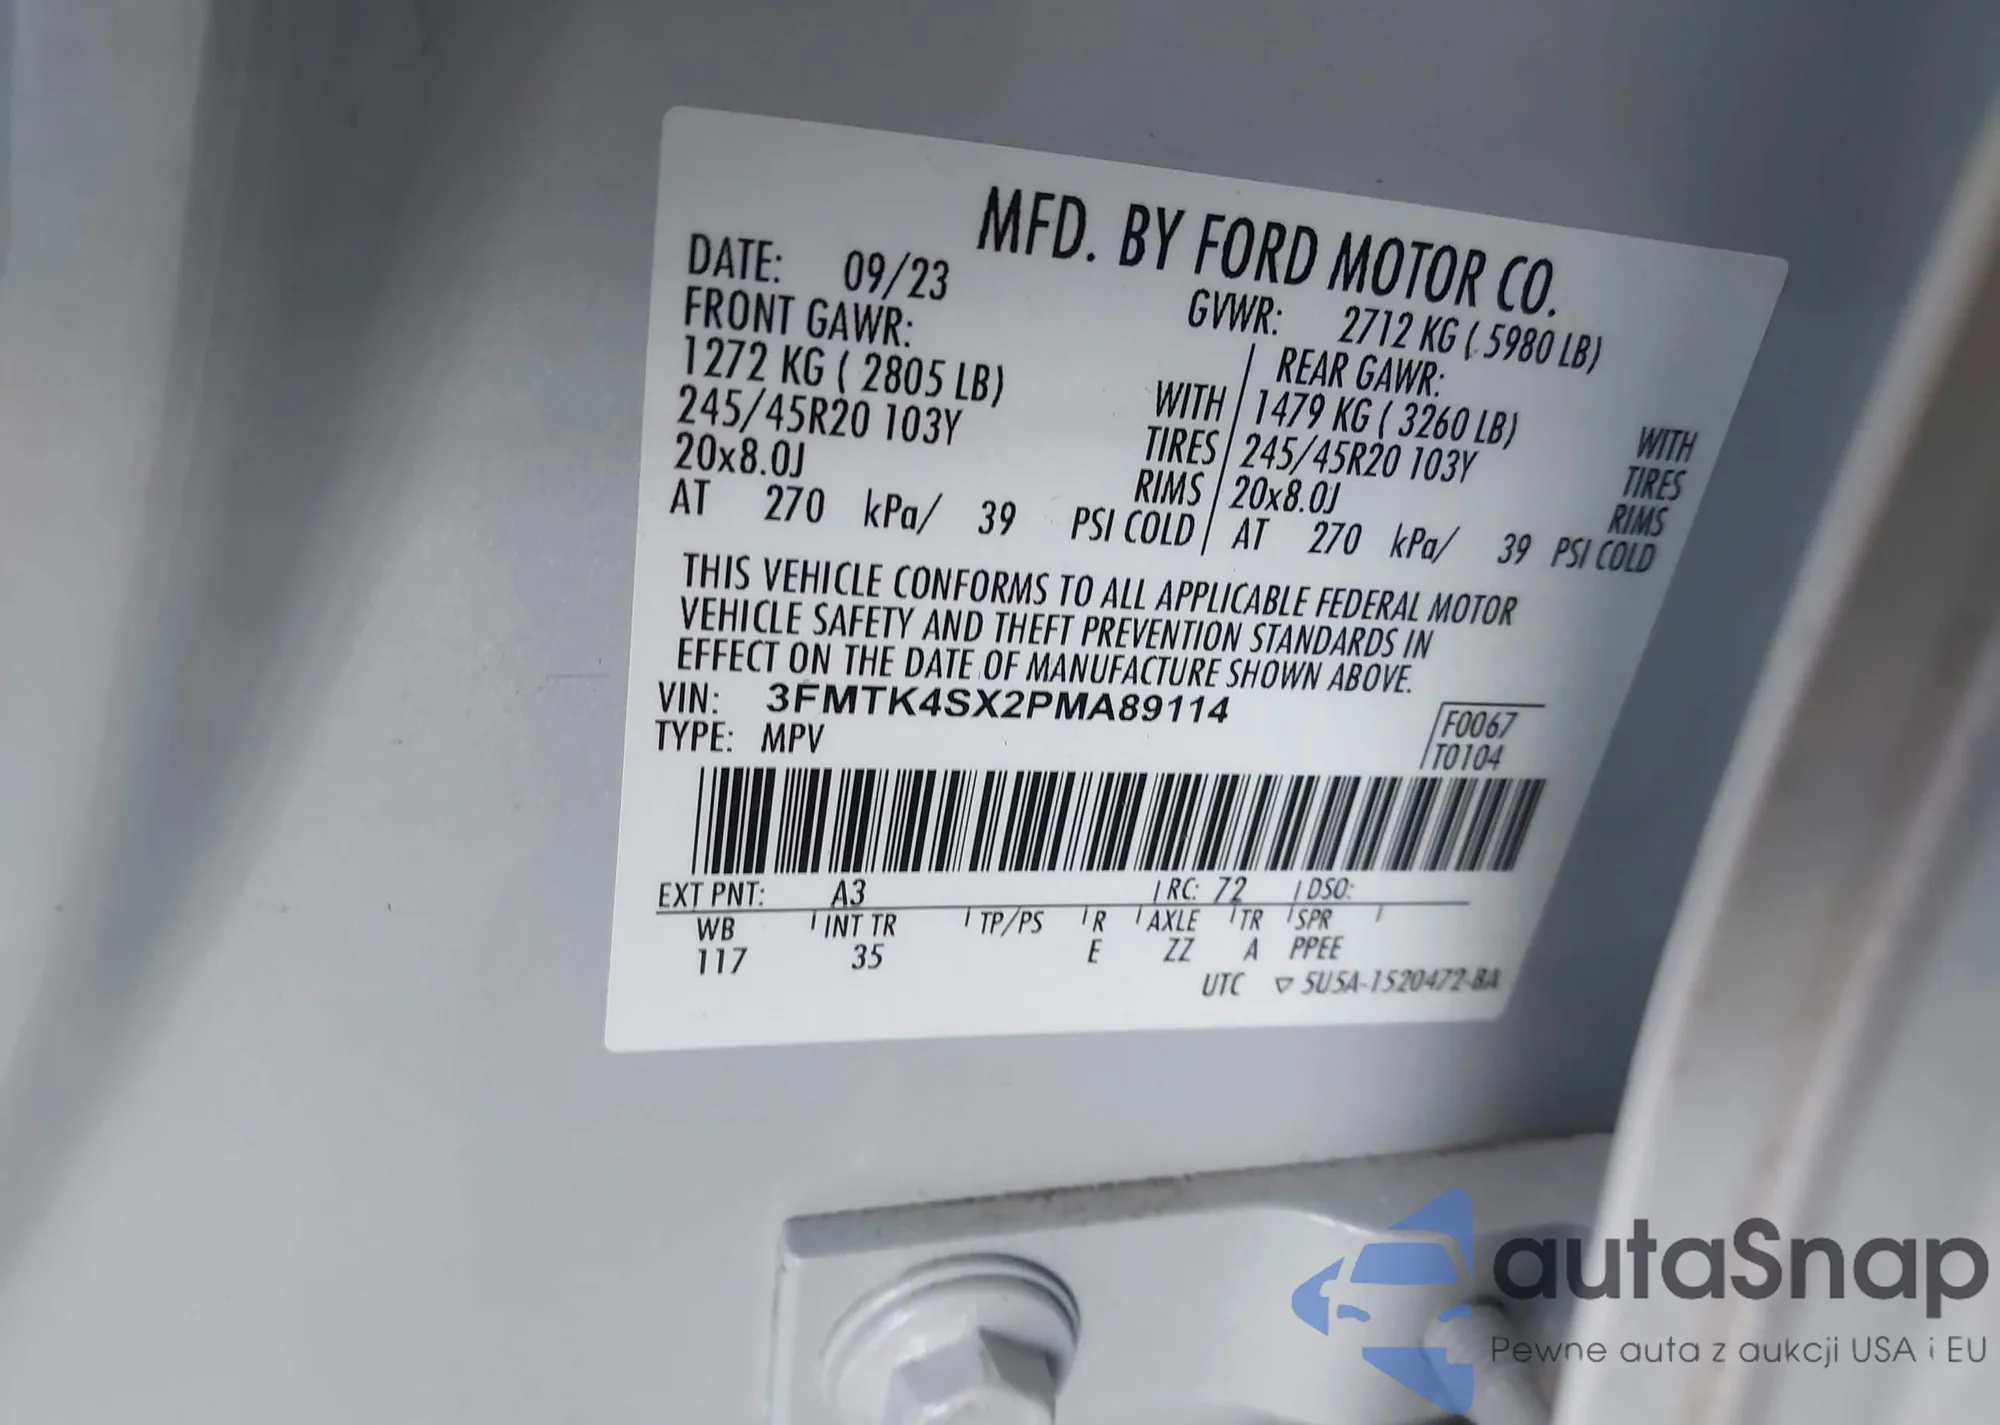 MFD. BY FORD MOTOR CO.
DATE: 09/23 GVWR: 2712 KG ( 5980 LB)
FRONT GAWR: REAR GAWR:
1272 KG ( 2805 LB) WITH 1479 KG ( 3260 LB) WITH
245/45R20 103Y TIRES 245/45R20 103Y TIRES
20x8.0J RIMS 20x8.0J RIMS
AT 270 kPa/ 39 PSI COLD AT 270 kPa/ 39 PSI COLD
THIS VEHICLE CONFORMS TO ALL APPLICABLE FEDERAL MOTOR
VEHICLE SAFETY AND THEFT PREVENTION STANDARDS IN
EFFECT ON THE DATE OF MANUFACTURE SHOWN ABOVE.
VIN: 3FMTK4SX2PMA89114 F0067
TYPE: MPV T0104
EXT PNT: A3 RC: 72 DSO:
WB INT TR TP/PS R AXLE TR SPR
117 35 E ZZ A PPEE
UTC ▽ 5U5A-1520472-BA
autaSnap
Pewne auta z aukcji USA i EU